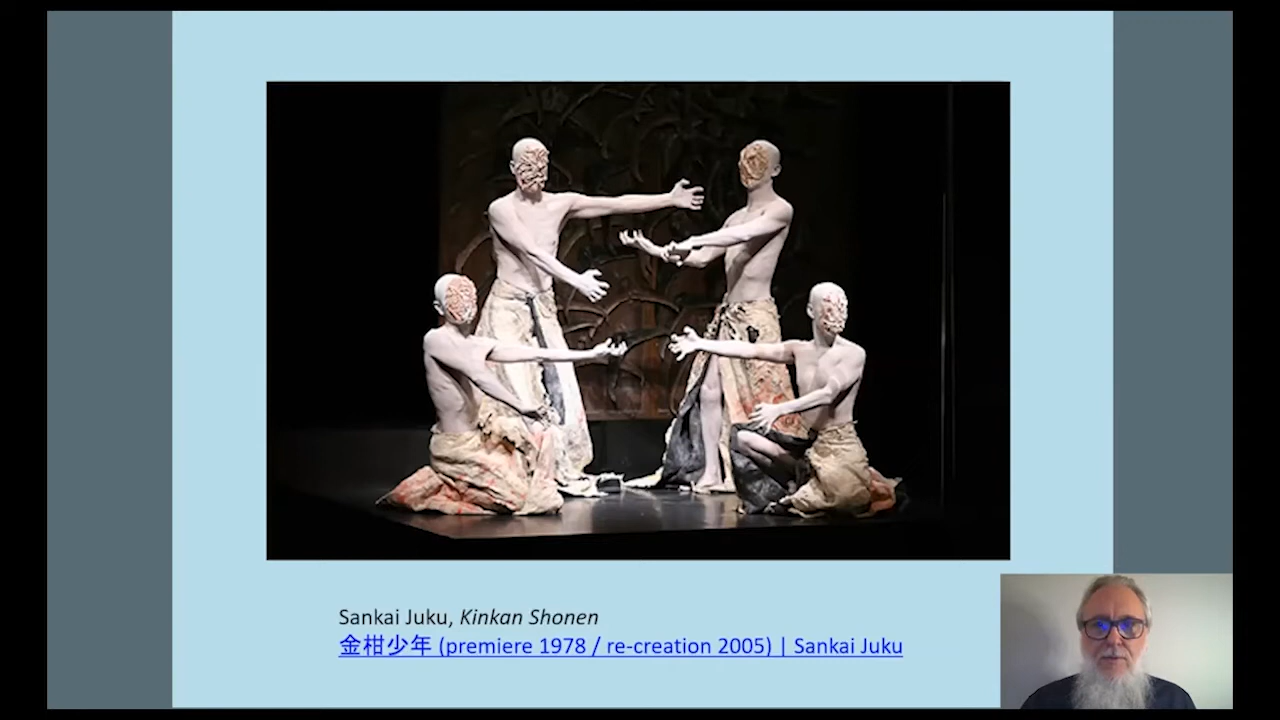 Sankai Juku, Kinkan Shonen
金柑少年 (premiere 1978 / re-creation 2005) | Sankai Juku